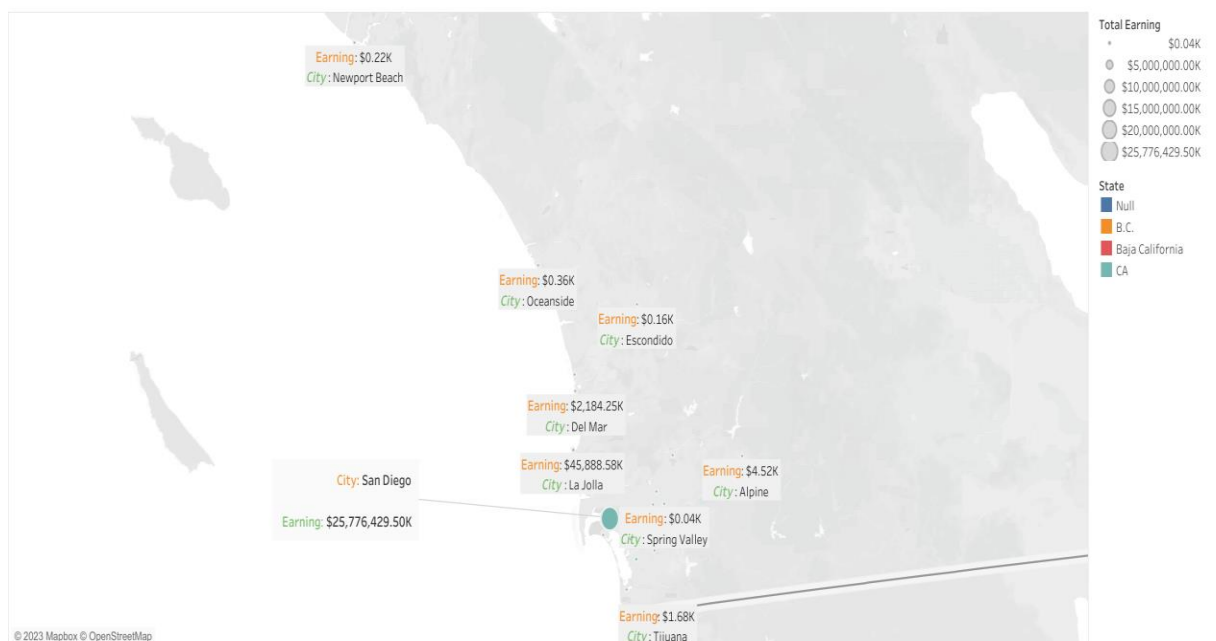 Earning: $0.22K
City : Newport Beach
Earning: $0.36K
City : Oceanside
Earning: $0.16K
City : Escondido
Earning: $2,184.25K
City : Del Mar
Earning: $45,888.58K
City : La Jolla
Earning: $4.52K
City : Alpine
City: San Diego
Earning: $25,776,429.50K
Earning: $0.04K
City : Spring Valley
Earning: $1.68K
City : Tijuana
© 2023 Mapbox © OpenStreetMap
Total Earning
$0.04K
$5,000,000.00K
$10,000,000.00K
$15,000,000.00K
$20,000,000.00K
$25,776,429.50K
State
Null
B.C.
Baja California
CA